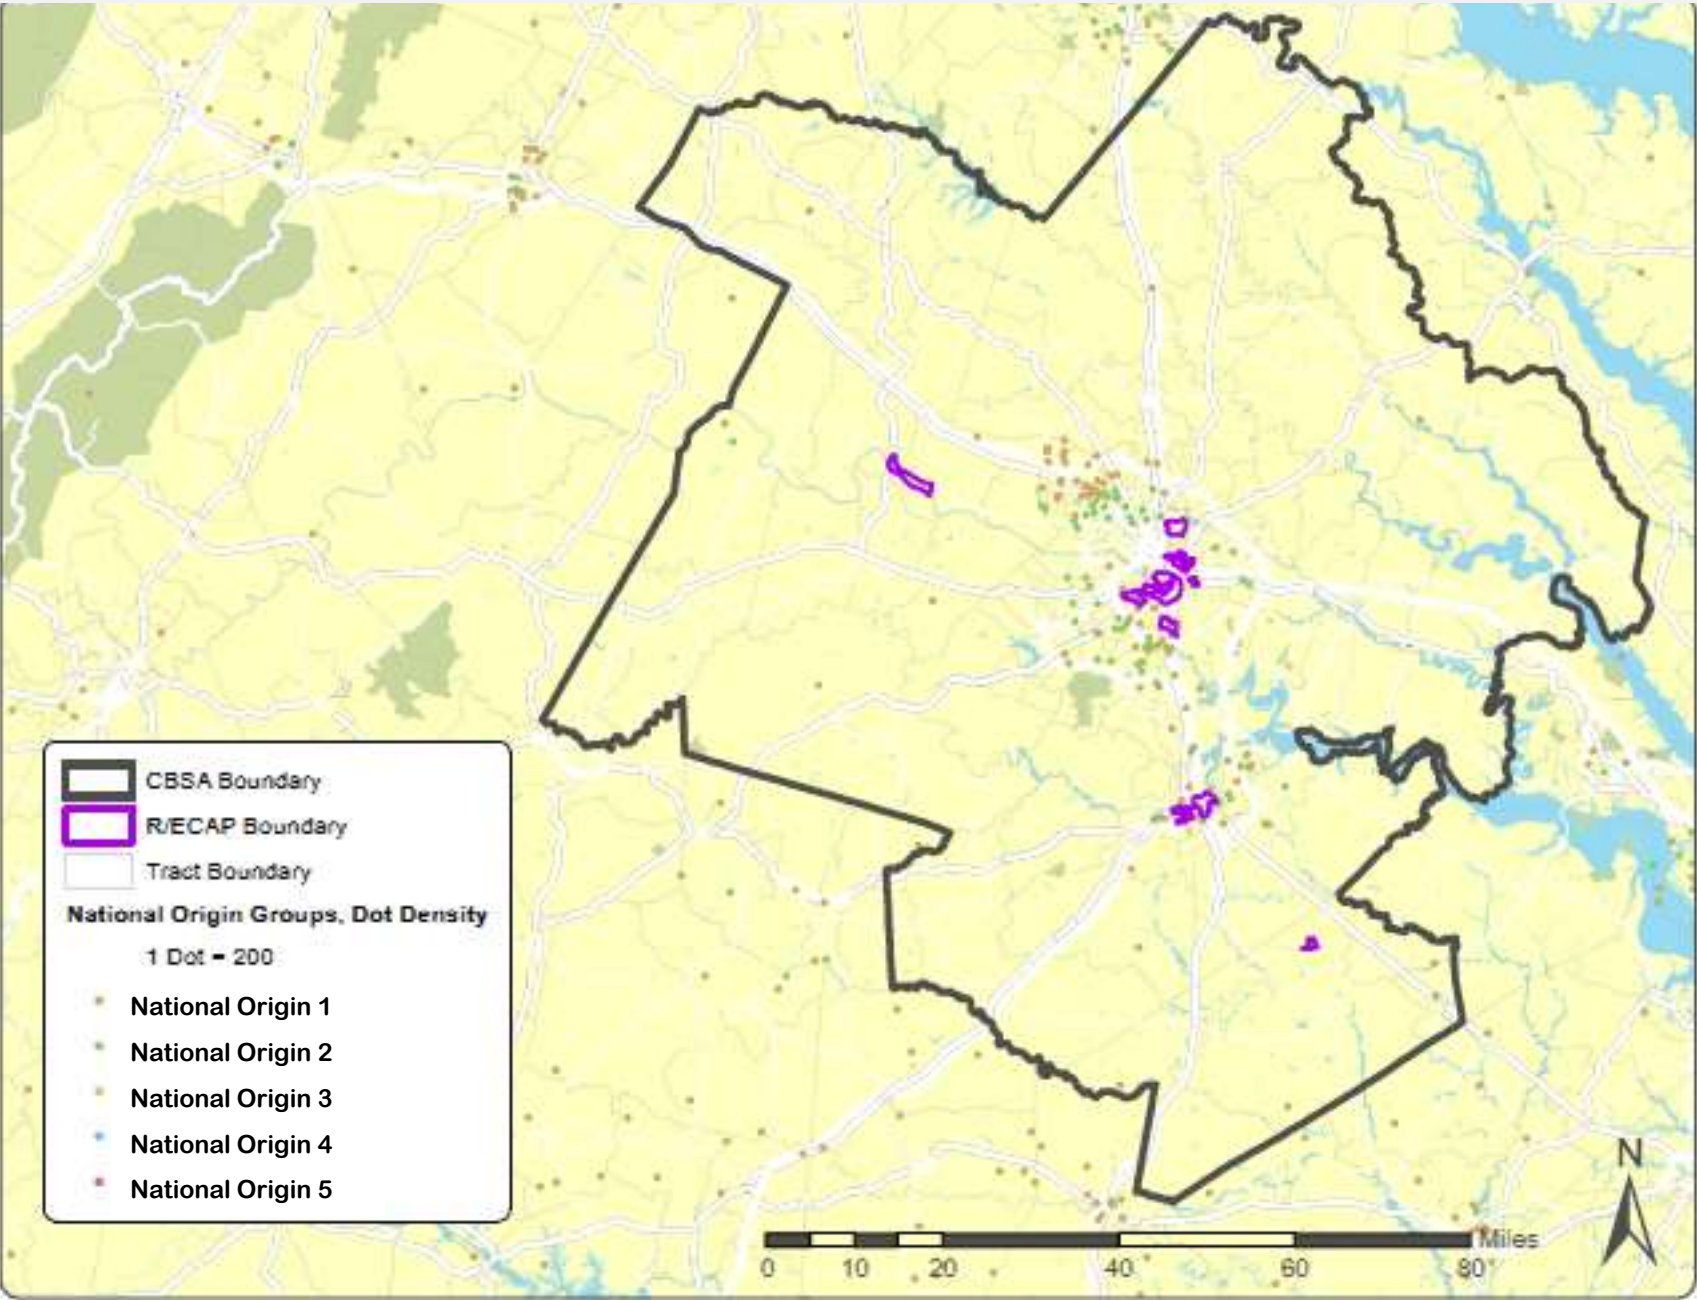 CBSA Boundary
R/ECAP Boundary
Tract Boundary
National Origin Groups, Dot Density
1 Dot = 200
National Origin 1
National Origin 2
National Origin 3
National Origin 4
National Origin 5
N
Miles
0 10 20 40 60 80